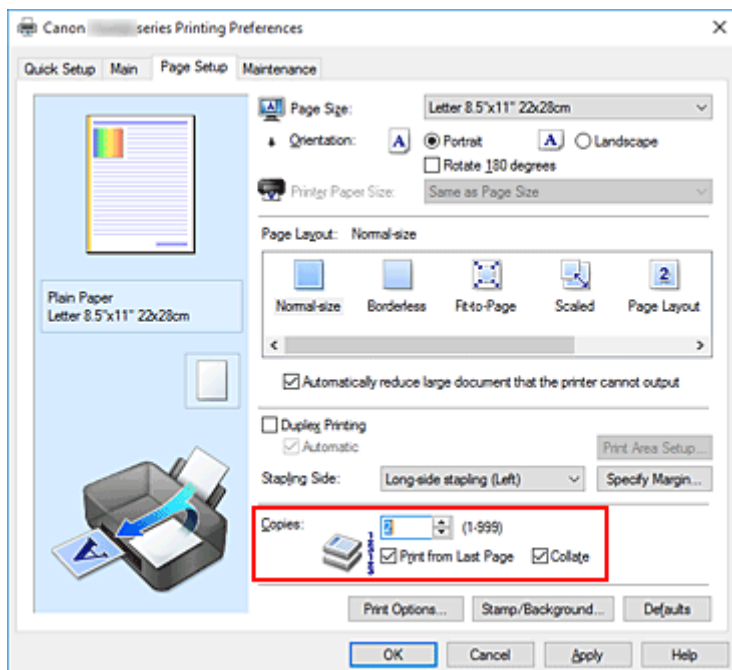 Canon series Printing Preferences
Quick Setup Main Page Setup Maintenance
Page Size: Letter 8.5"x11" 22x28cm
Orientation: A Portrait A Landscape
Rotate 180 degrees
Printer Paper Size: Same as Page Size
Page Layout: Normal-size
2
Normal-size Borderless Fit-to-Page Scaled Page Layout
Plain Paper
Letter 8.5"x11" 22x28cm
Automatically reduce large document that the printer cannot output
Duplex Printing
Automatic Print Area Setup...
Stapling Side: Long-side stapling (Left) Specify Margin...
Copies: 2 (1-999)
Print from Last Page Collate
A
Print Options... Stamp/Background... Defaults
OK Cancel Apply Help